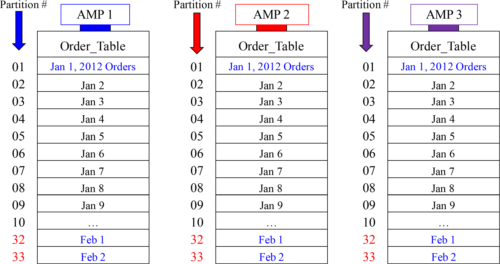 Partition # AMP 1 Partition # AMP 2 Partition # AMP 3
Order_Table Order_Table Order_Table
01 Jan 1, 2012 Orders 01 Jan 1, 2012 Orders 01 Jan 1, 2012 Orders
02 Jan 2 02 Jan 2 02 Jan 2
03 Jan 3 03 Jan 3 03 Jan 3
04 Jan 4 04 Jan 4 04 Jan 4
05 Jan 5 05 Jan 5 05 Jan 5
06 Jan 6 06 Jan 6 06 Jan 6
07 Jan 7 07 Jan 7 07 Jan 7
08 Jan 8 08 Jan 8 08 Jan 8
09 Jan 9 09 Jan 9 09 Jan 9
10 … 10 … 10 …
32 Feb 1 32 Feb 1 32 Feb 1
33 Feb 2 33 Feb 2 33 Feb 2